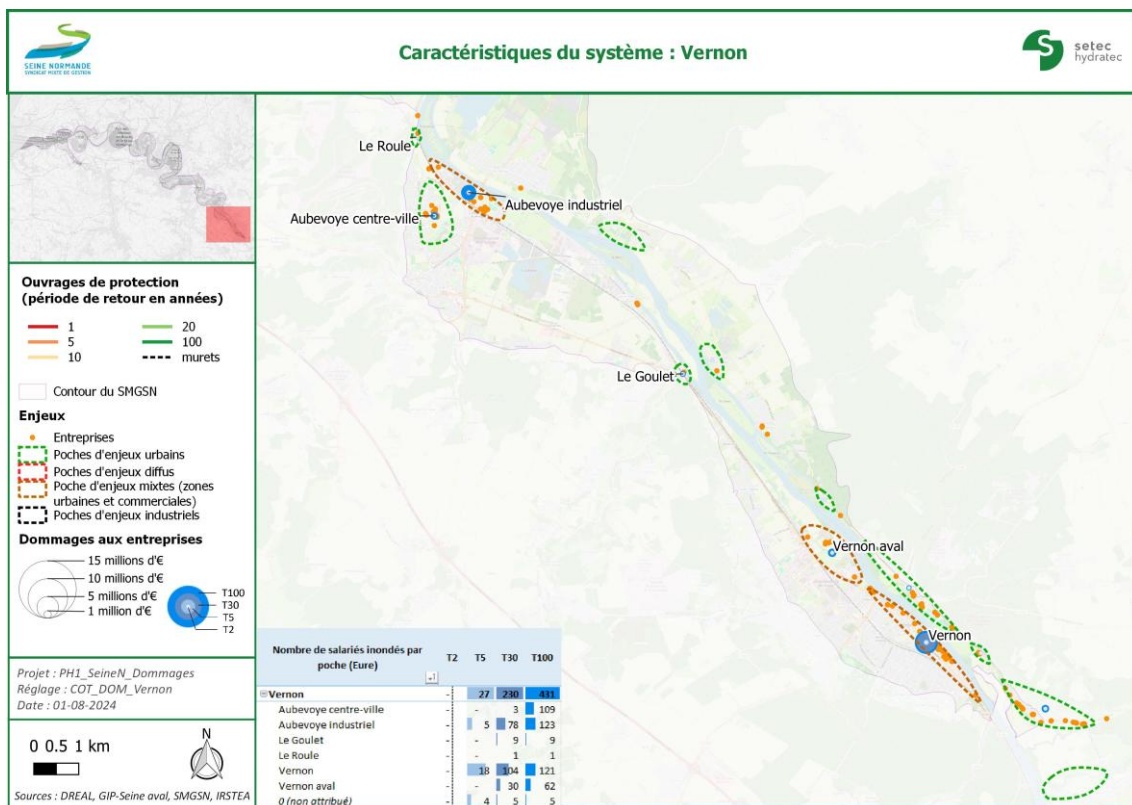 SEINE NORMANDE
SYNDICAT MIXTE DE GESTION
Caractéristiques du système : Vernon
setec
hydratec
Ouvrages de protection
(période de retour en années)
1
20
5
100
10
murets
Contour du SMGSN
Enjeux
Entreprises
Poches d'enjeux urbains
Poches d'enjeux diffus
Poche d'enjeux mixtes (zones
urbaines et commerciales)
Poches d'enjeux industriels
Dommages aux entreprises
15 millions d'€
10 millions d'€
5 millions d'€
1 million d'€
T100
T30
T5
T2
Projet : PH1_SeineN_Dommages
Réglage : COT_DOM_Vernon
Date : 01-08-2024
0 0.5 1 km
N
Sources : DREAL, GIP-Seine aval, SMGSN, IRSTEA
Le Roule
Aubevoye industriel
Aubevoye centre-ville
Le Goulet
Vernon aval
Vernon
Nombre de salariés inondés par
poche (Eure) T2 T5 T30 T100
Vernon - 27 230 431
Aubevoye centre-ville - - 3 109
Aubevoye industriel - 5 78 123
Le Goulet - - 9 9
Le Roule - - 1 1
Vernon - 18 104 121
Vernon aval - - 30 62
0 (non attribué) - 4 5 5